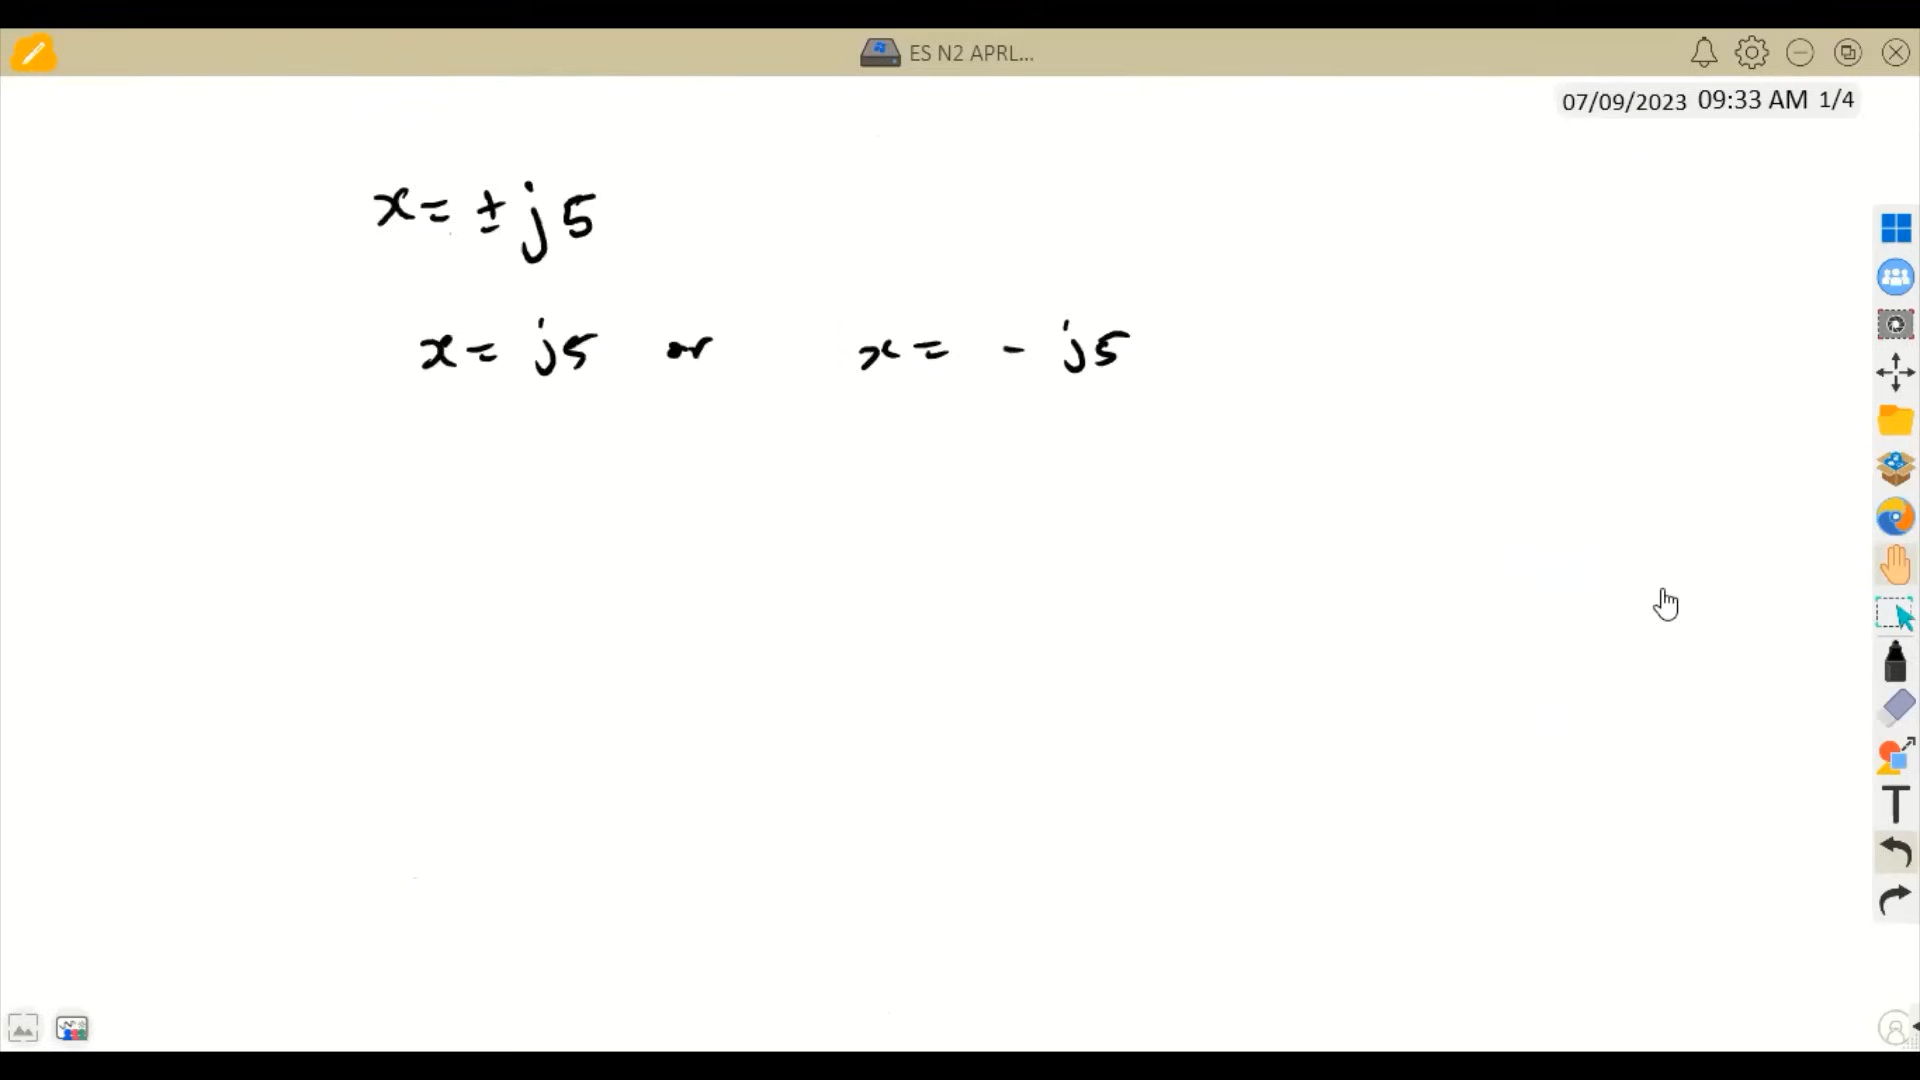 ES N2 APRL...
07/09/2023 09:33 AM 1/4
x = ± j5
x = j5 or x = - j5
T